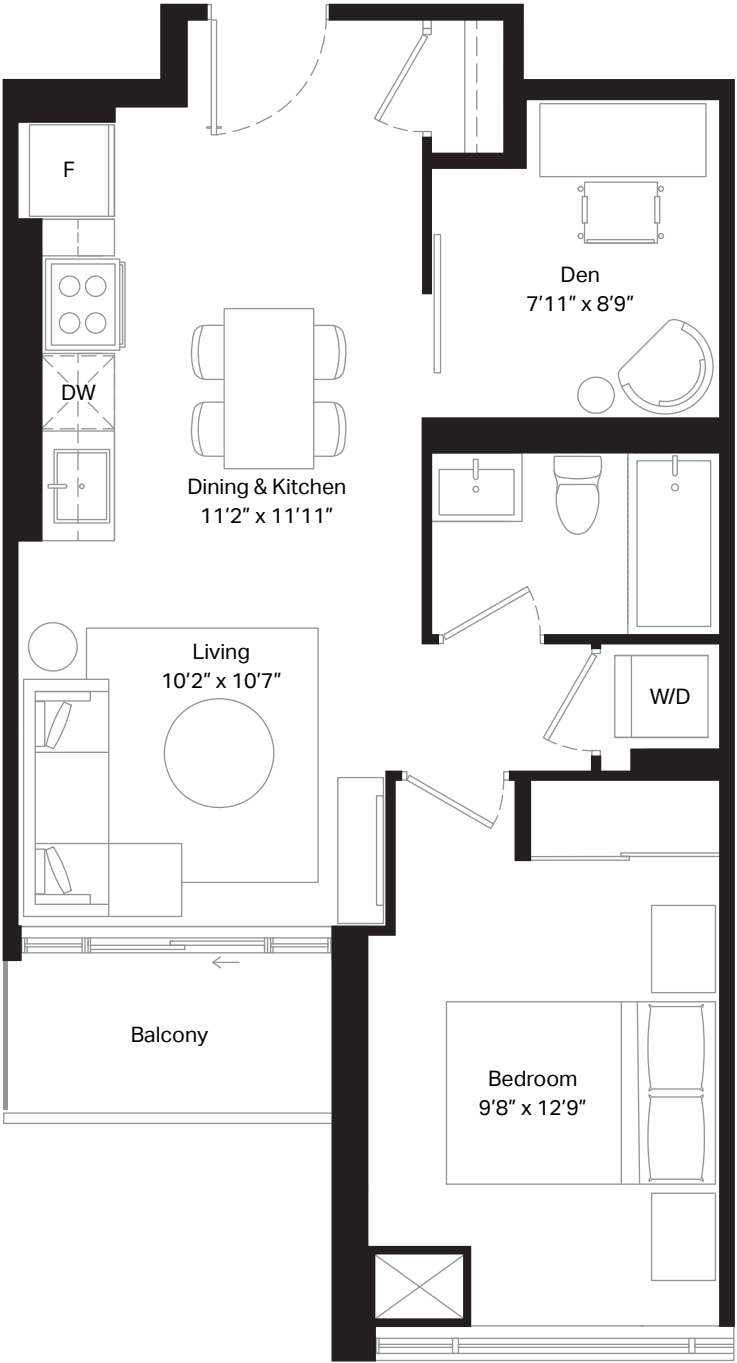 F
Den
7'11" x 8'9"
DW
Dining & Kitchen
11'2" x 11'11"
Living
10'2" x 10'7"
W/D
Balcony
Bedroom
9'8" x 12'9"